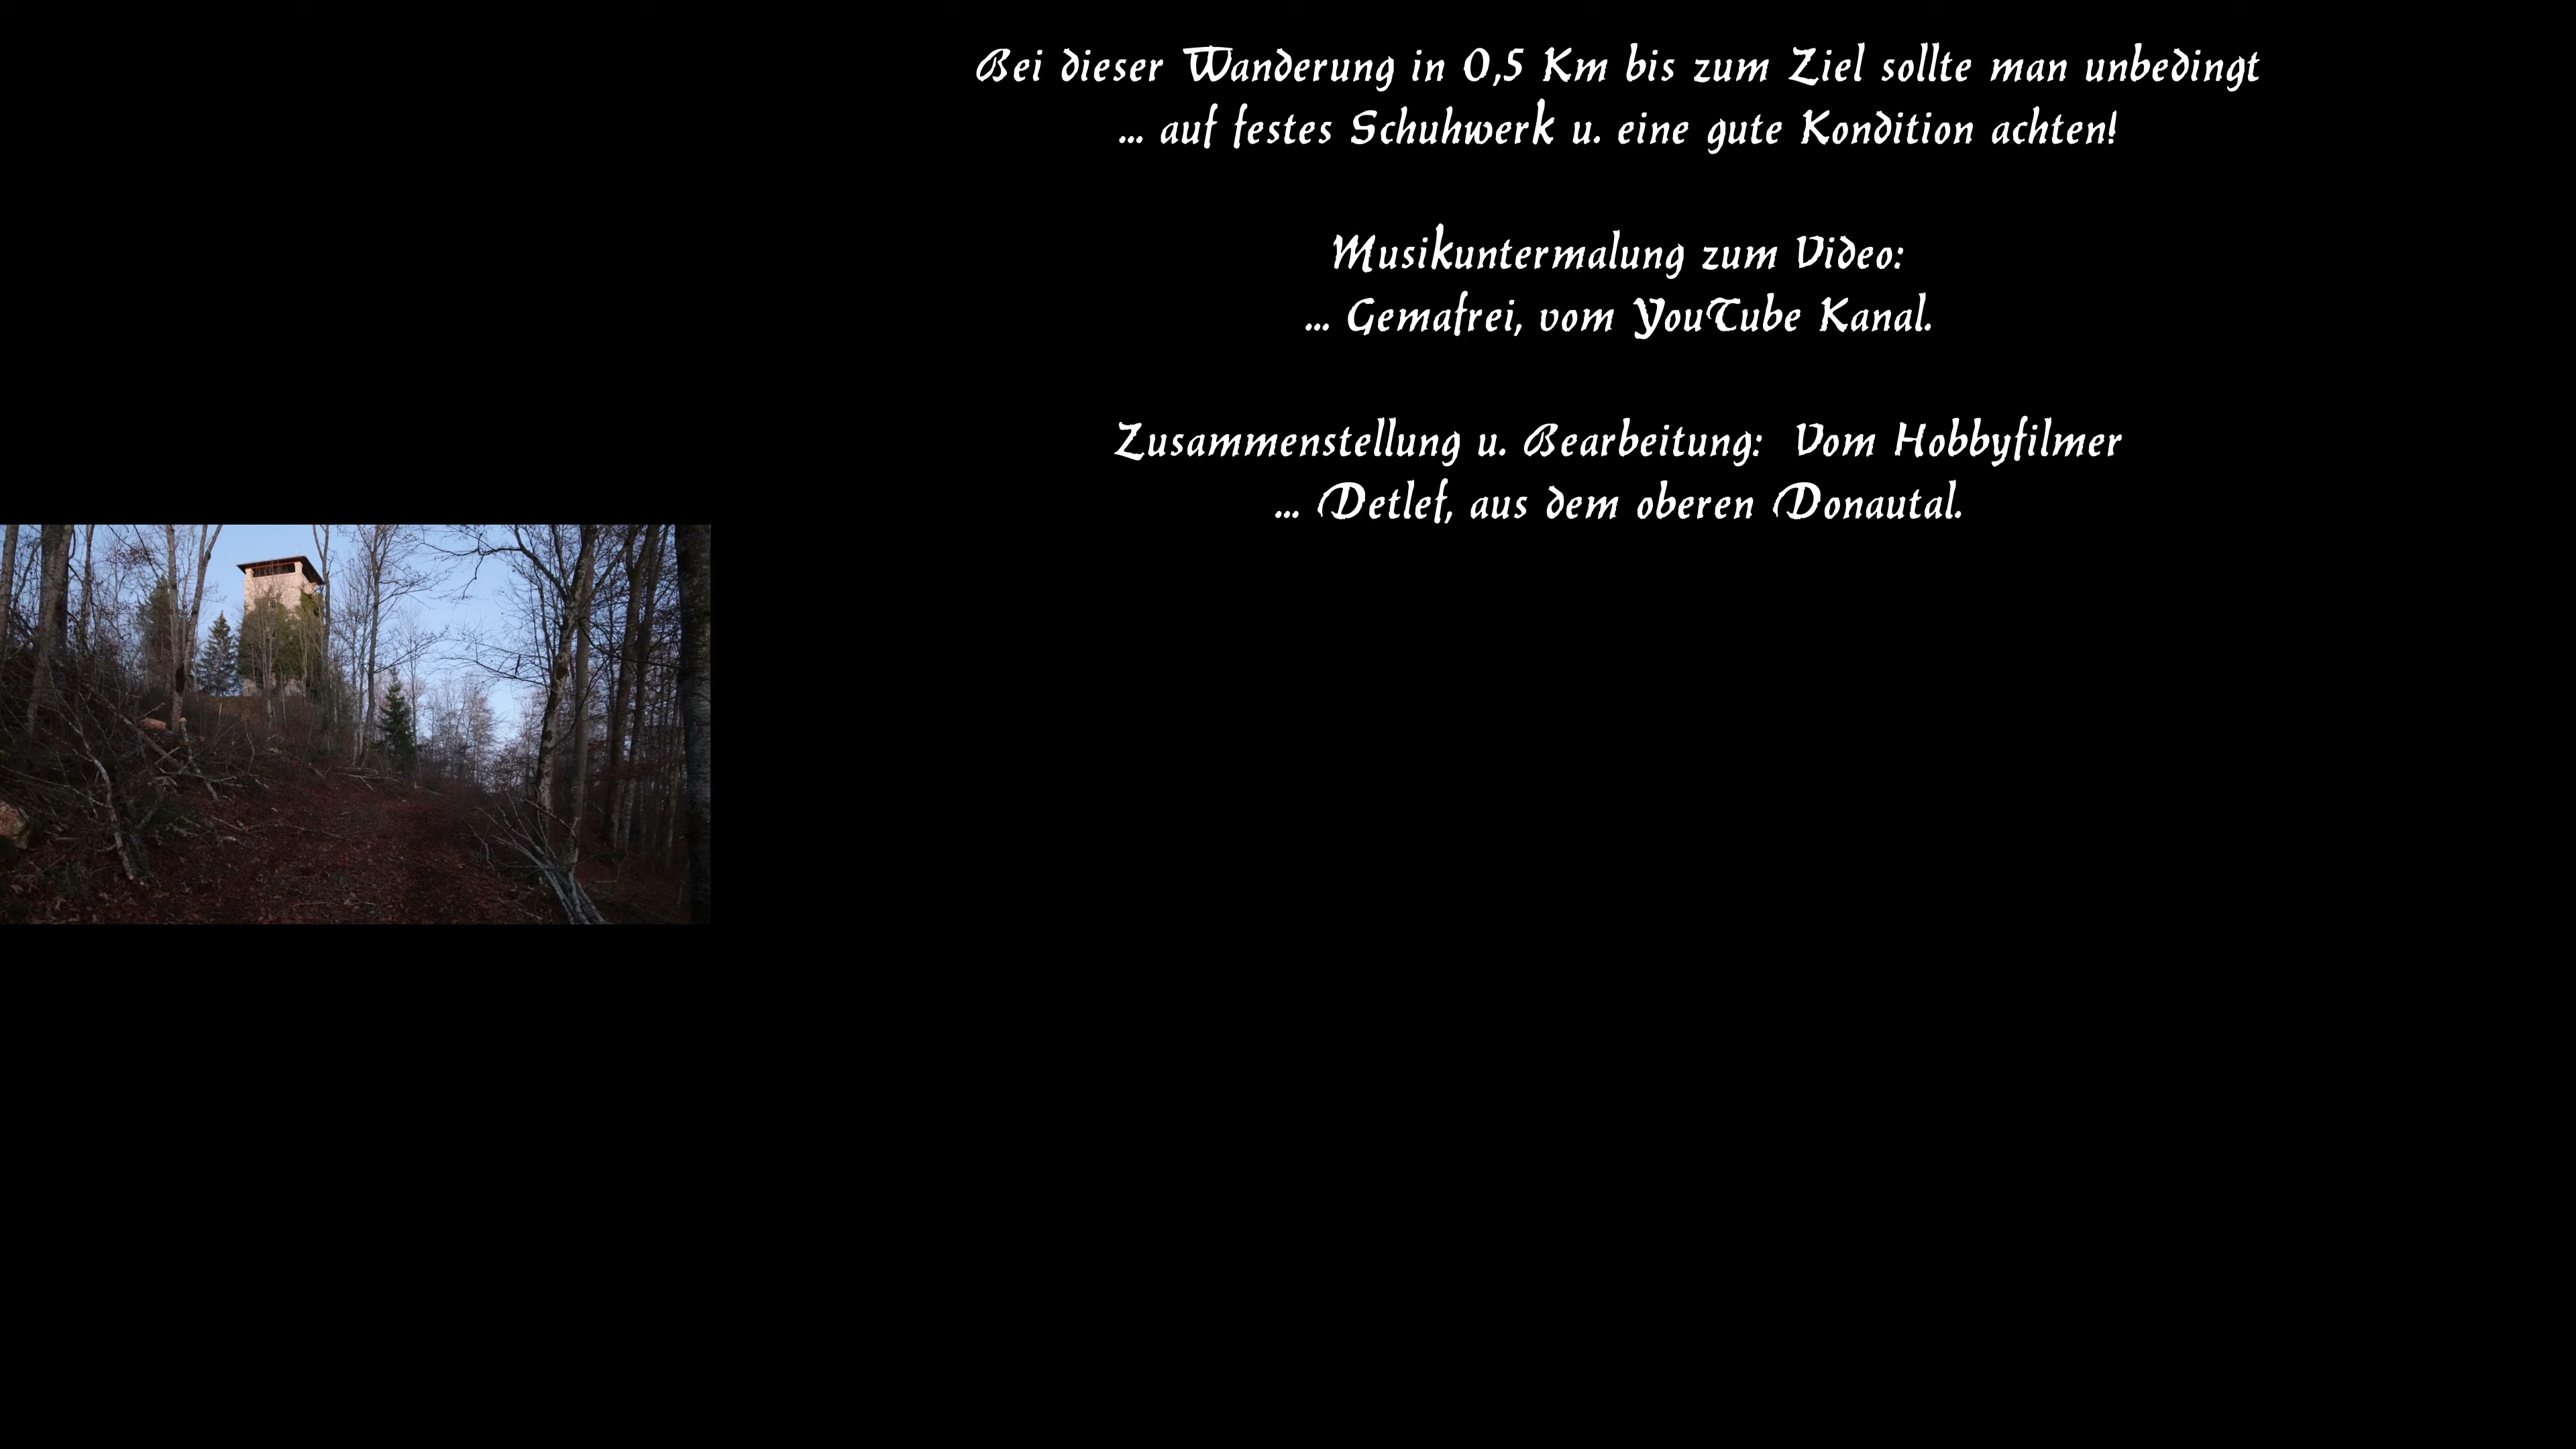 Bei dieser Wanderung in 0,5 Km bis zum Ziel sollte man unbedingt
... auf festes Schuhwerk u. eine gute Kondition achten!
Musikuntermalung zum Video:
... Gemafrei, vom YouTube Kanal.
Zusammenstellung u. Bearbeitung: Vom Hobbyfilmer
... Detlef, aus dem oberen Donautal.